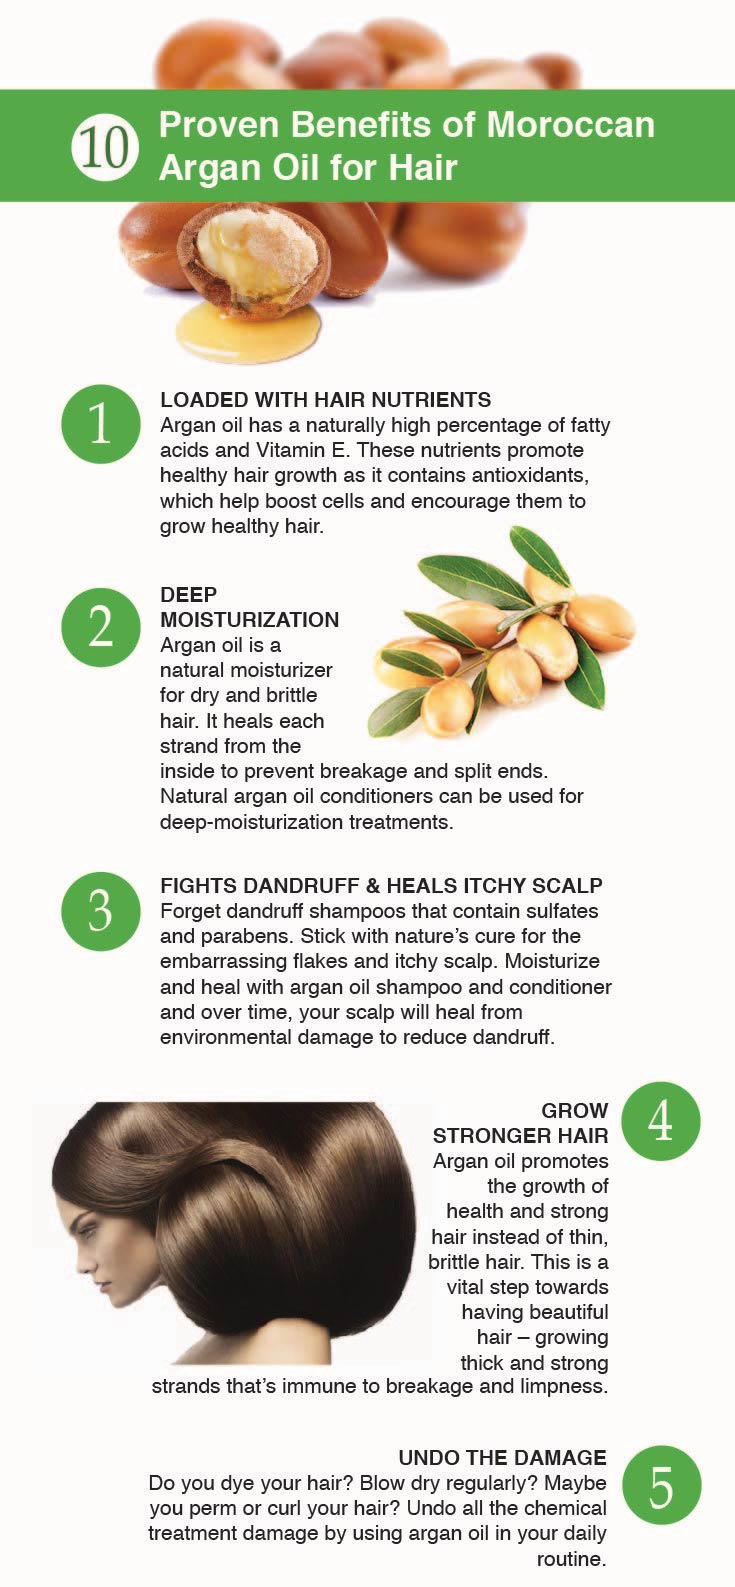 10
Proven Benefits of Moroccan
Argan Oil for Hair
1
LOADED WITH HAIR NUTRIENTS
Argan oil has a naturally high percentage of fatty
acids and Vitamin E. These nutrients promote
healthy hair growth as it contains antioxidants,
which help boost cells and encourage them to
grow healthy hair.
2
DEEP
MOISTURIZATION
Argan oil is a
natural moisturizer
for dry and brittle
hair. It heals each
strand from the
inside to prevent breakage and split ends.
Natural argan oil conditioners can be used for
deep-moisturization treatments.
3
FIGHTS DANDRUFF & HEALS ITCHY SCALP
Forget dandruff shampoos that contain sulfates
and parabens. Stick with nature’s cure for the
embarrassing flakes and itchy scalp. Moisturize
and heal with argan oil shampoo and conditioner
and over time, your scalp will heal from
environmental damage to reduce dandruff.
4
GROW
STRONGER HAIR
Argan oil promotes
the growth of
health and strong
hair instead of thin,
brittle hair. This is a
vital step towards
having beautiful
hair – growing
thick and strong
strands that’s immune to breakage and limpness.
5
UNDO THE DAMAGE
Do you dye your hair? Blow dry regularly? Maybe
you perm or curl your hair? Undo all the chemical
treatment damage by using argan oil in your daily
routine.